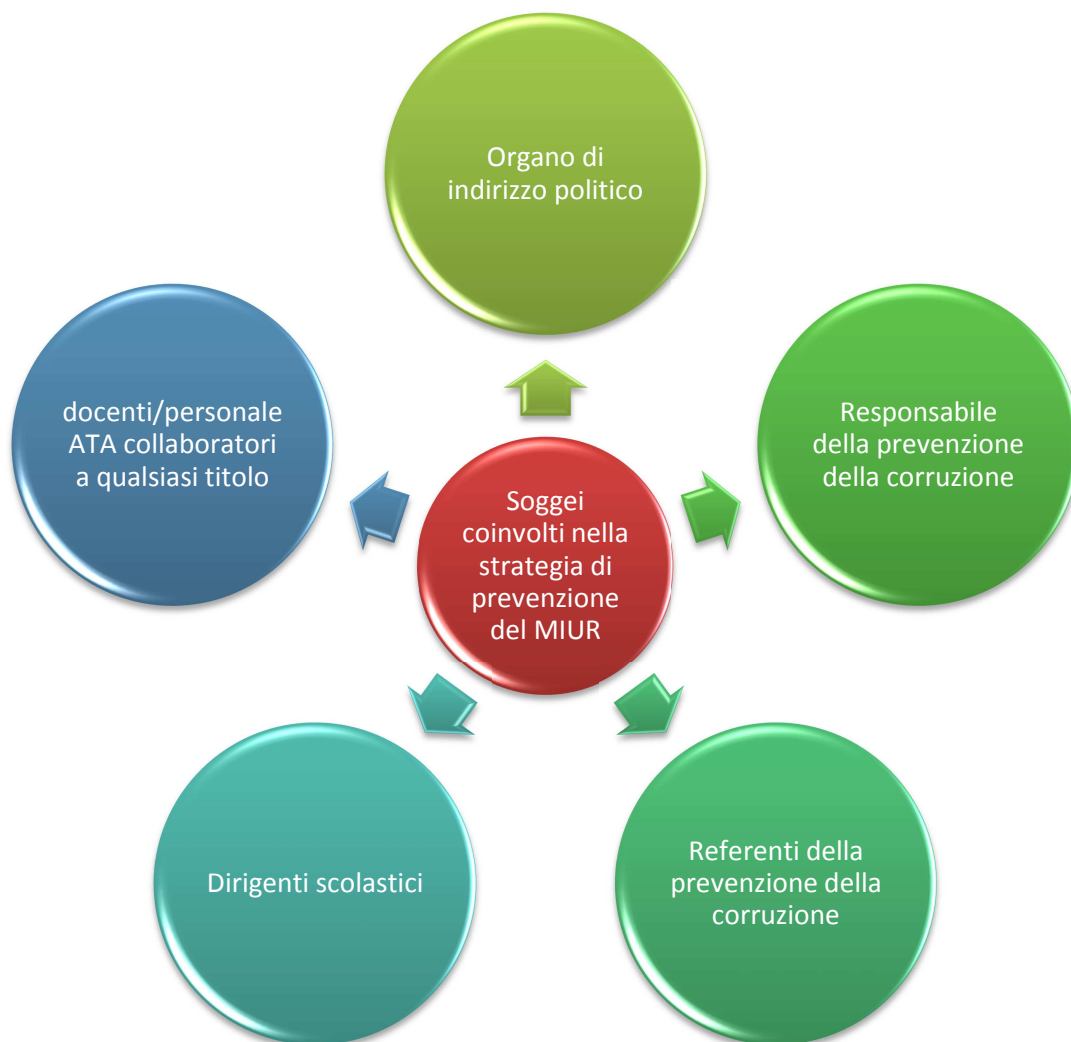 Organo di
indirizzo politico
docenti/personale
ATA collaboratori
a qualsiasi titolo
Responsabile
della prevenzione
della corruzione
Soggei
coinvolti nella
strategia di
prevenzione
del MIUR
Dirigenti scolastici
Referenti della
prevenzione della
corruzione